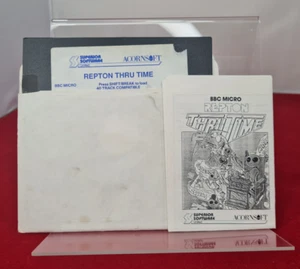 SUPERIOR
SOFTWARE
ACORNSOFT
REPTON THRU TIME
BBC MICRO
Press SHIFT/BREAK to load
40 TRACK COMPATIBLE
BBC MICRO
REPTON
THRU TIME
SUPERIOR
SOFTWARE
ACORNSOFT